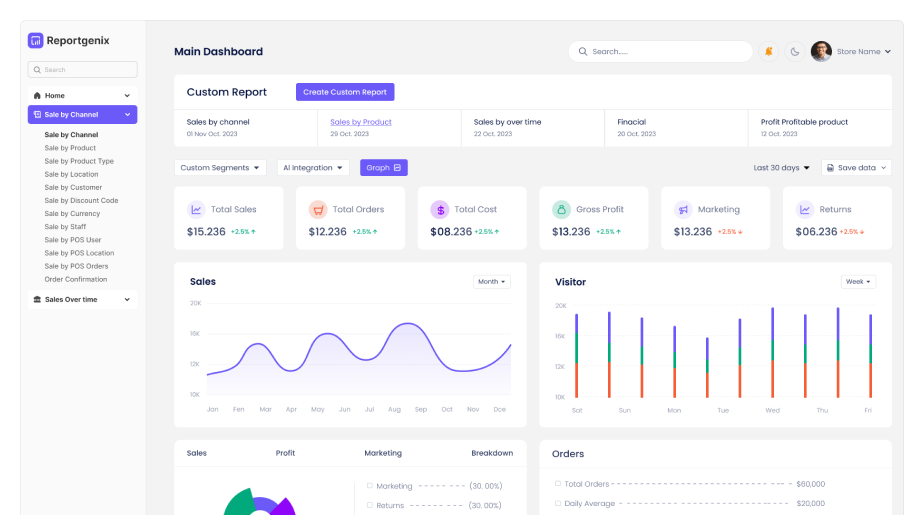 Reportgenix
Search
Home
Sale by Channel
Sale by Channel
Sale by Product
Sale by Product Type
Sale by Location
Sale by Customer
Sale by Discount Code
Sale by Currency
Sale by Staff
Sale by POS User
Sale by POS Location
Sale by POS Orders
Order Confirmation
Sales Over time
Main Dashboard
Search.....
Store Name
Custom Report
Create Custom Report
Sales by channel
01 Nov Oct. 2023
Sales by Product
29 Oct. 2023
Sales by over time
22 Oct. 2023
Finacial
20 Oct. 2023
Profit Profitable product
12 Oct. 2023
Custom Segments
AI Integration
Graph
Last 30 days
Save data
Total Sales
$15.236 +2.5%
Total Orders
$12.236 +2.5%
Total Cost
$08.236 +2.5%
Gross Profit
$13.236 +2.5%
Marketing
$13.236 +2.5%
Returns
$06.236 +2.5%
Sales
Month
20K
16K
12K
10K
Jan Fen Mar Apr May Jun Jul Aug Sep Oct Nov Dce
Visitor
Week
20K
16K
12K
10K
Sat Sun Mon Tue Wed Thu Fri
Sales Profit Marketing Breakdown
Marketing (30. 00%)
Returns (30. 00%)
Orders
Total Orders $60,000
Daily Average $20,000